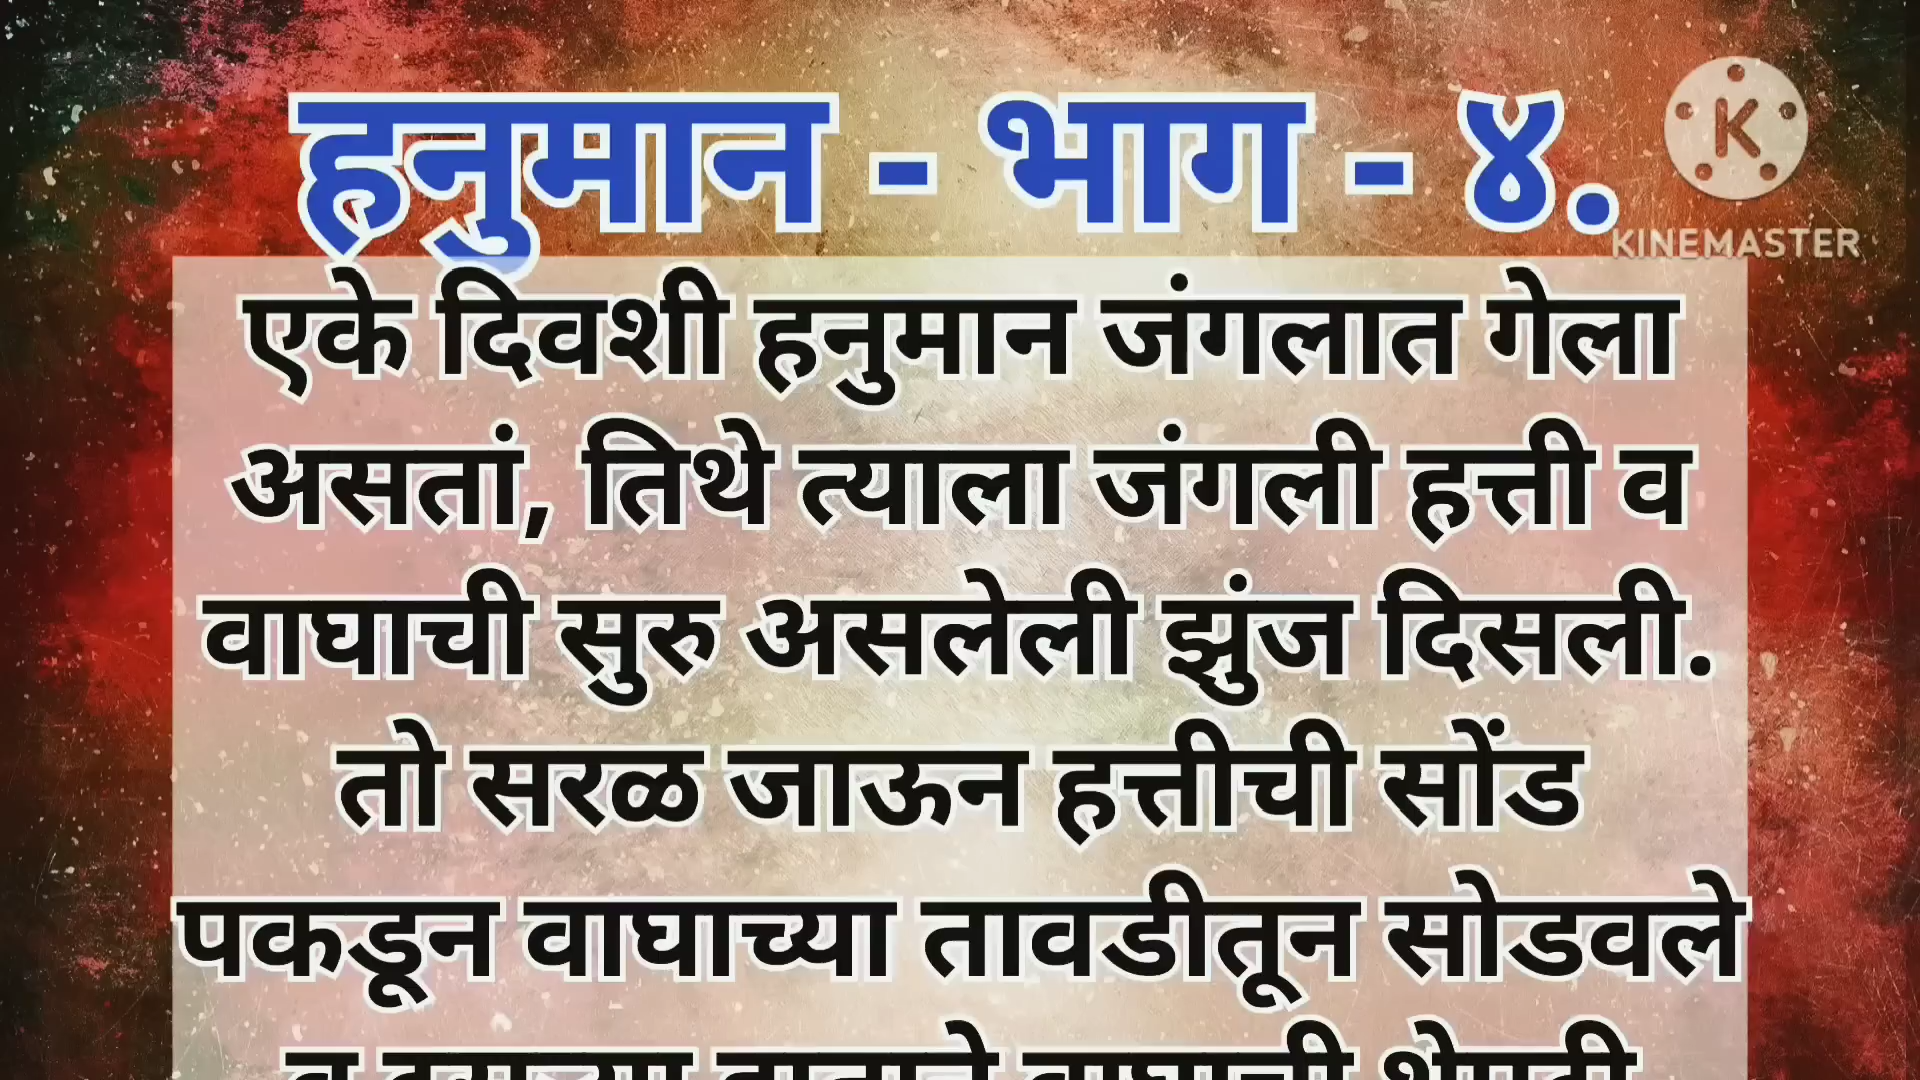 हनुमान - भाग - ४.
KINEMASTER
एके दिवशी हनुमान जंगलात गेला
असतां, तिथे त्याला जंगली हत्ती व
वाघाची सुरु असलेली झुंज दिसली.
तो सरळ जाऊन हत्तीची सोंड
पकडून वाघाच्या तावडीतून सोडवले